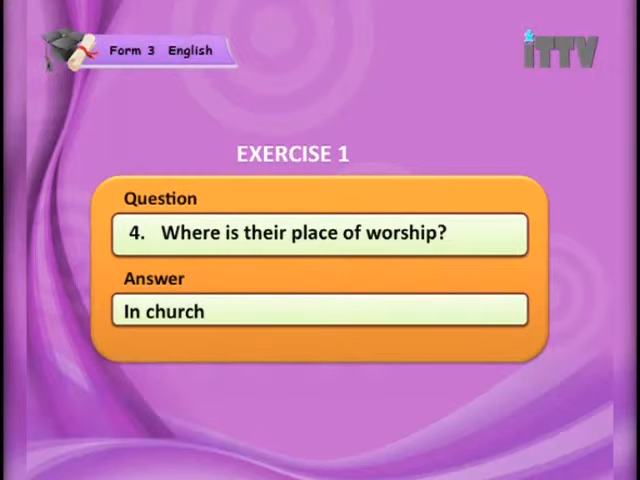 Form 3 English
iTTV
EXERCISE 1
Question
4. Where is their place of worship?
Answer
In church